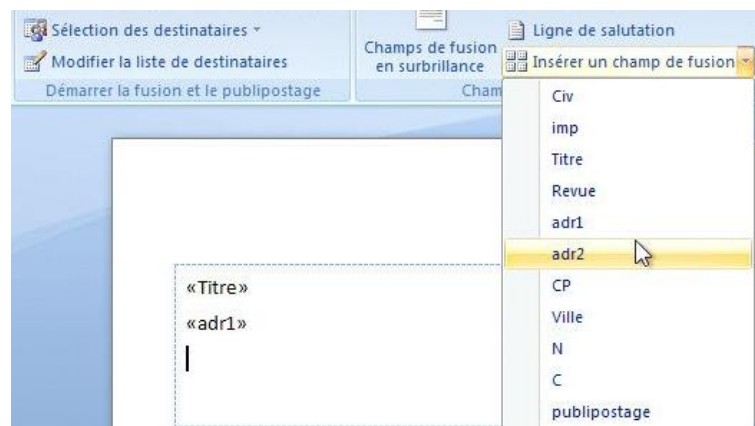 Sélection des destinataires
Modifier la liste de destinataires
Démarrer la fusion et le publipostage
Champs de fusion
en surbrillance
Cham
Ligne de salutation
Insérer un champ de fusion
Civ
imp
Titre
Revue
adr1
adr2
CP
Ville
N
C
publipostage
«Titre»
«adr1»